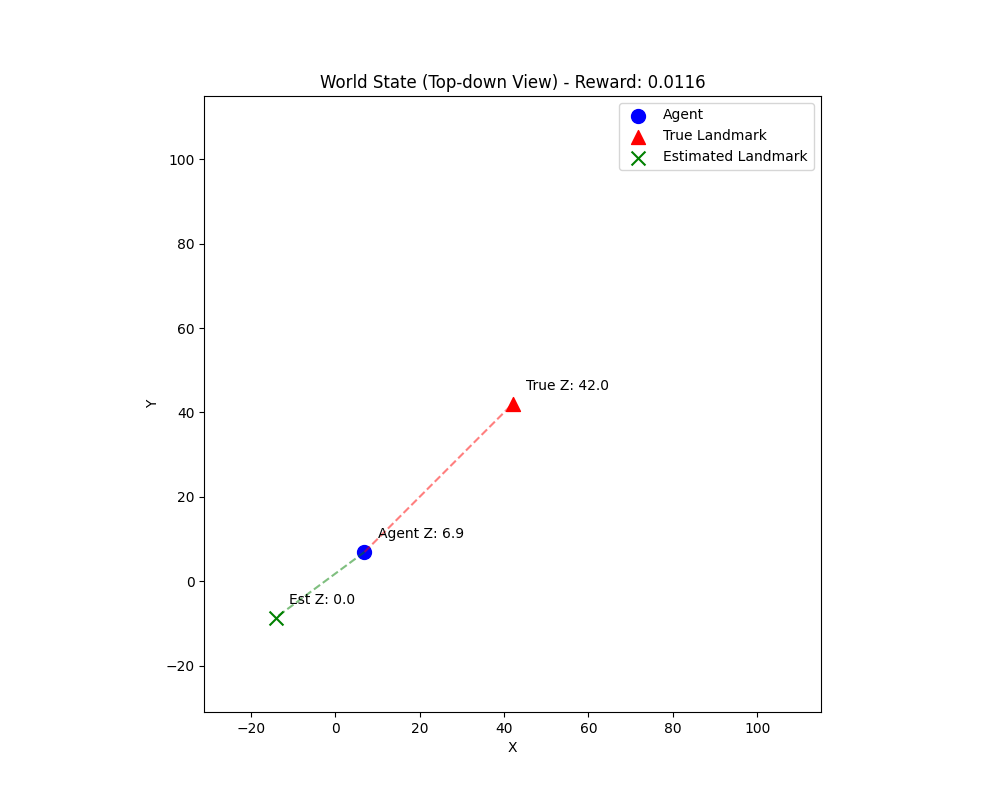 World State (Top-down View) - Reward: 0.0116
Agent
True Landmark
Estimated Landmark
True Z: 42.0
Agent Z: 6.9
Est Z: 0.0
100
80
60
40
20
0
−20
Y
−20 0 20 40 60 80 100
X